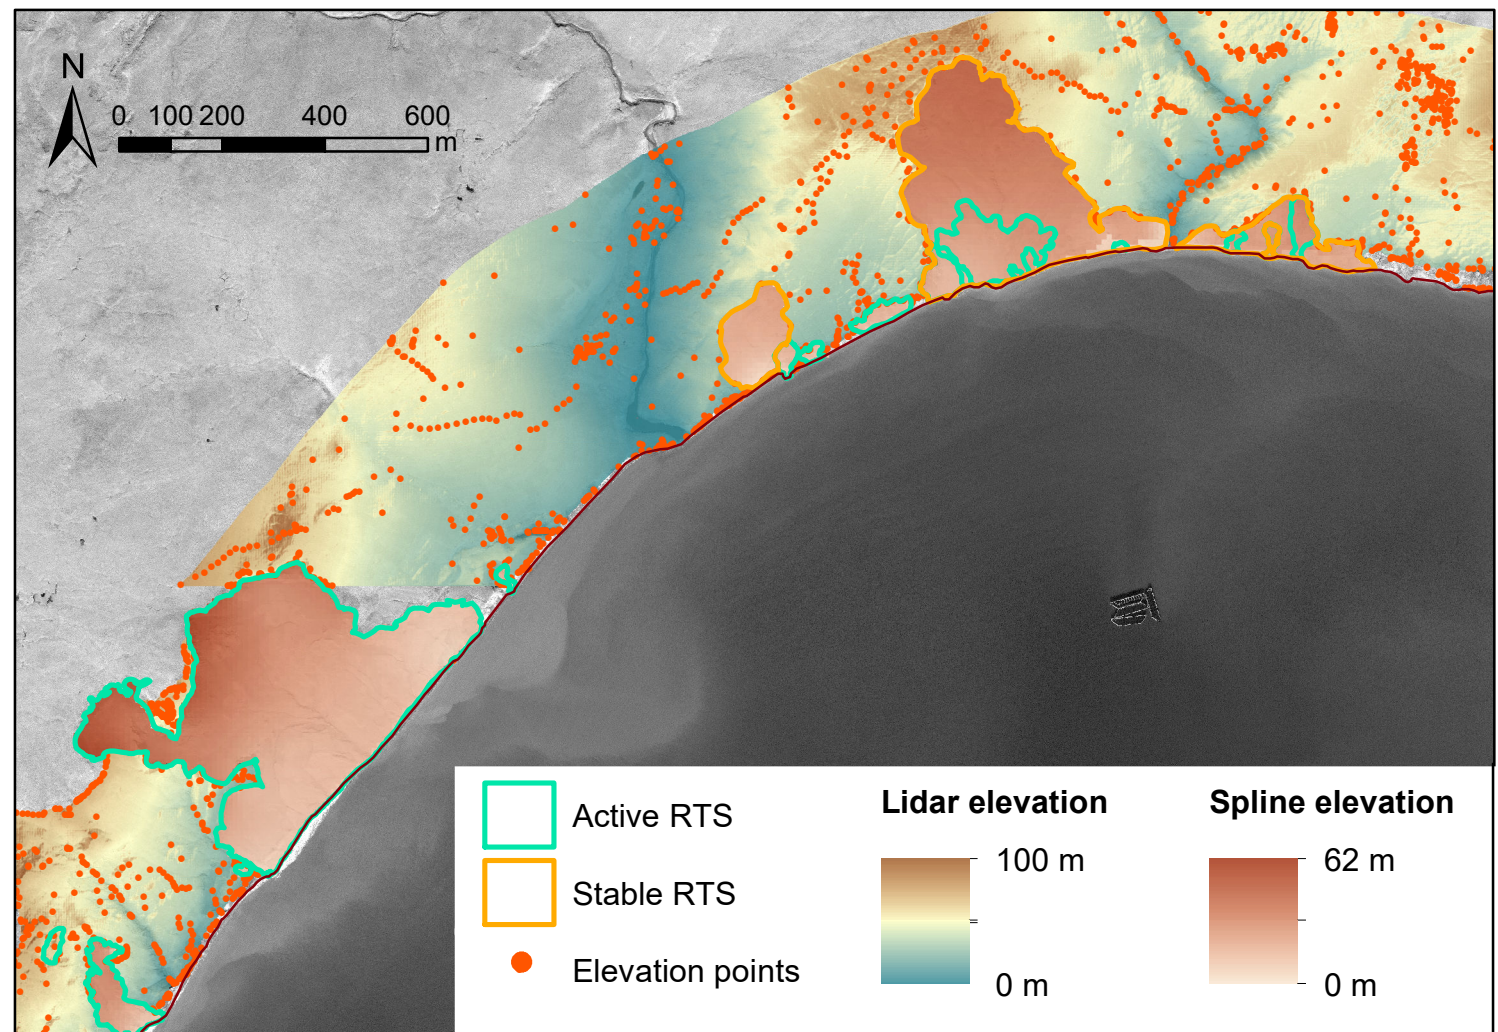 N
0 100 200 400 600
m
Active RTS
Stable RTS
Elevation points
Lidar elevation
100 m
0 m
Spline elevation
62 m
0 m